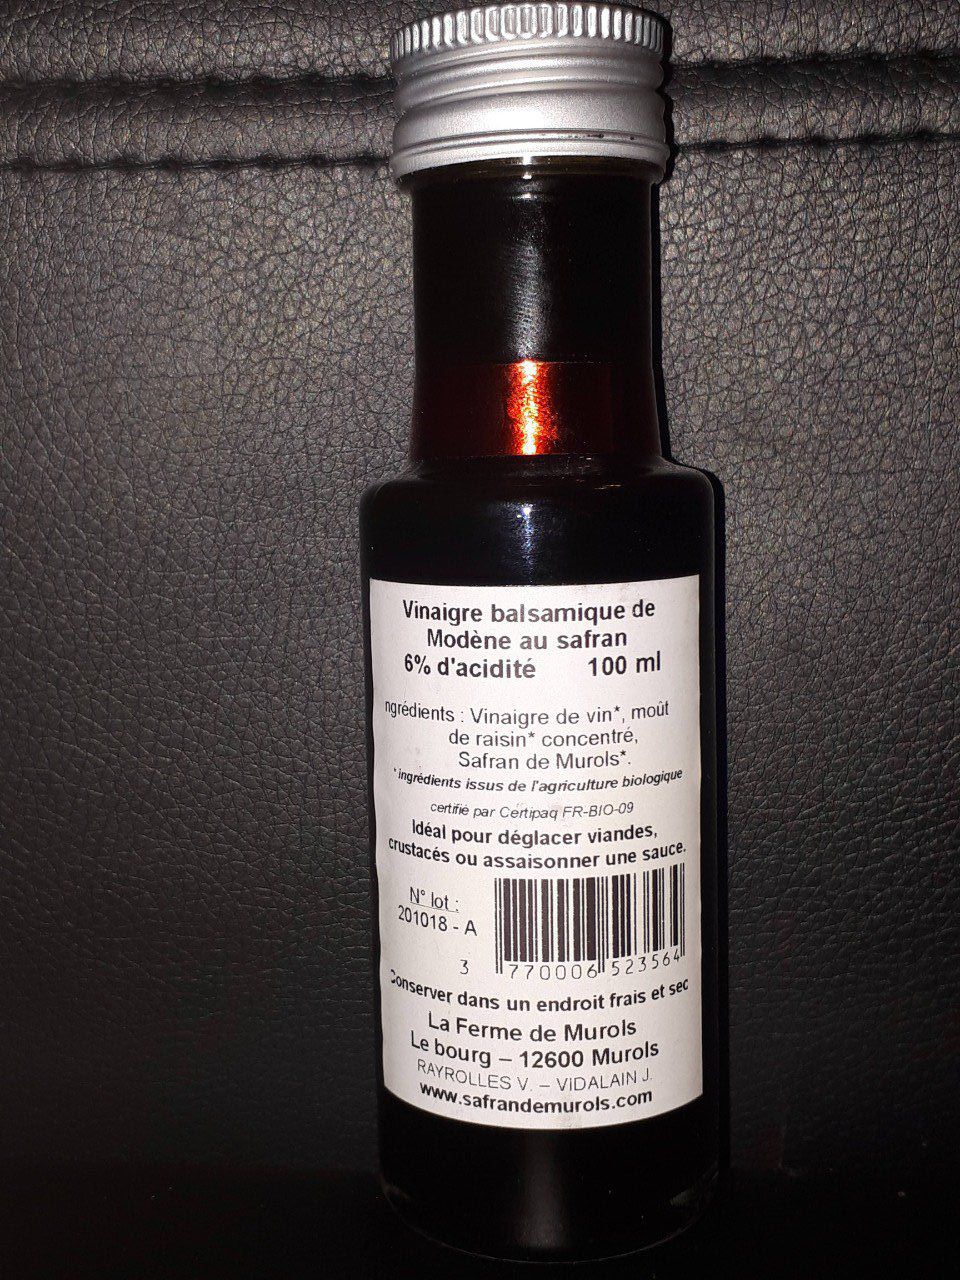 Vinaigre balsamique de
Modène au safran
6% d'acidité 100 ml
ngrédients : Vinaigre de vin*, moût
de raisin* concentré,
Safran de Murols*.
*ingrédients issus de l'agriculture biologique
certifié par Certipaq FR-BIO-09
Idéal pour déglacer viandes,
crustacés ou assaisonner une sauce.
N° lot :
201018 - A
3 770006 523564
Conserver dans un endroit frais et sec
La Ferme de Murols
Le bourg – 12600 Murols
RAYROLLES V. – VIDALAIN J.
www.safrandemurols.com